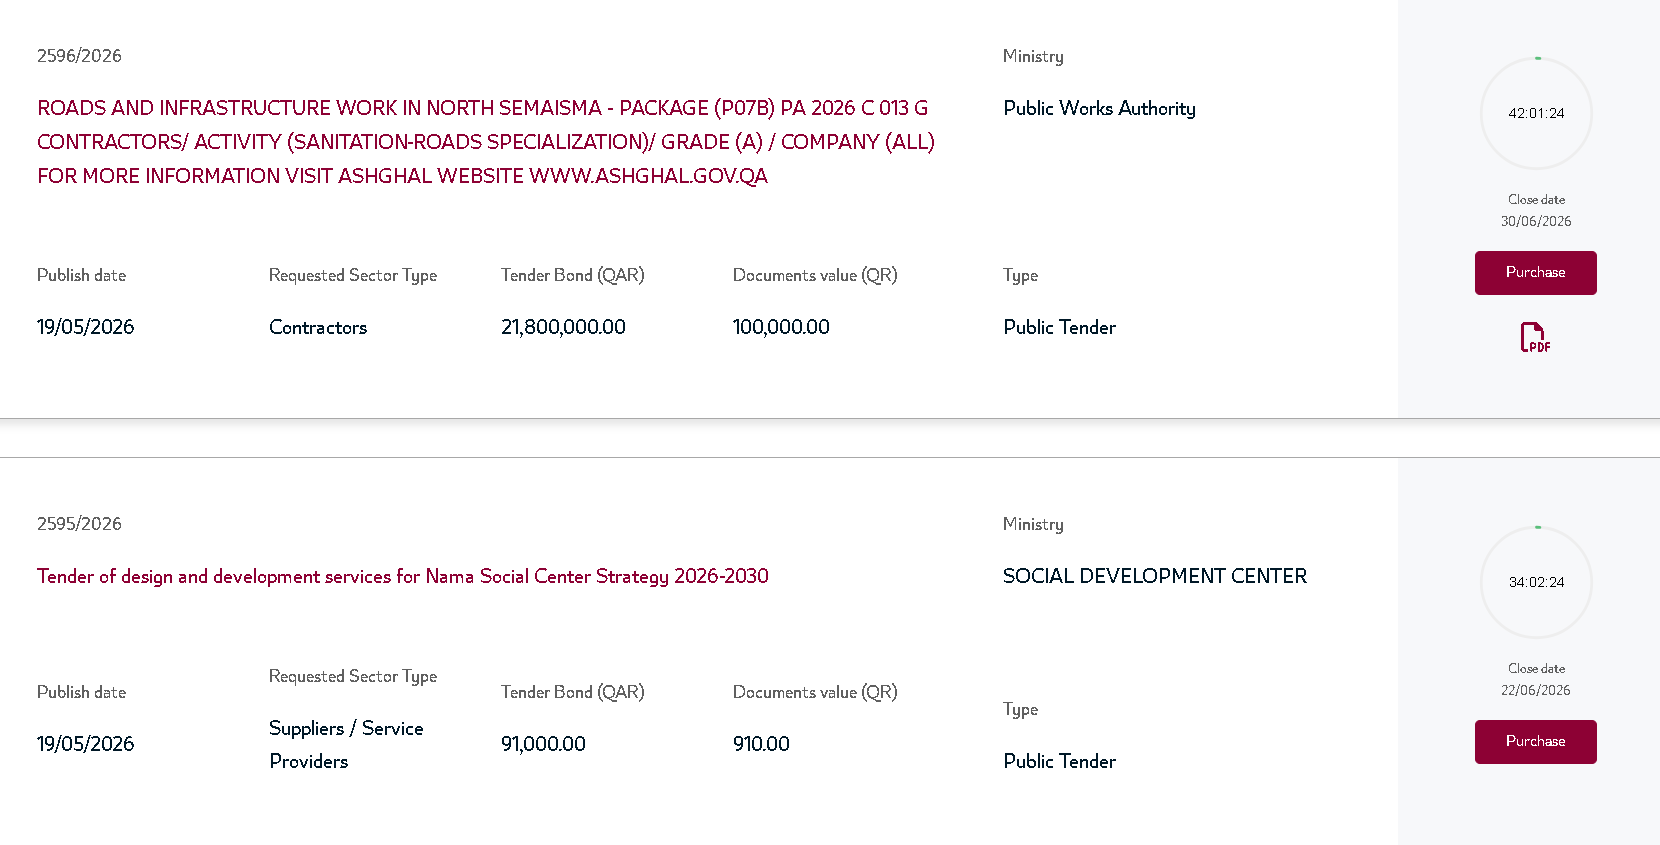 2596/2026
Ministry
ROADS AND INFRASTRUCTURE WORK IN NORTH SEMAISMA - PACKAGE (P07B) PA 2026 C 013 G
CONTRACTORS/ ACTIVITY (SANITATION-ROADS SPECIALIZATION)/ GRADE (A) / COMPANY (ALL)
FOR MORE INFORMATION VISIT ASHGHAL WEBSITE WWW.ASHGHAL.GOV.QA
Public Works Authority
42:01:24
Close date
30/06/2026
Purchase
PDF
Publish date
19/05/2026
Requested Sector Type
Contractors
Tender Bond (QAR)
21,800,000.00
Documents value (QR)
100,000.00
Type
Public Tender
2595/2026
Ministry
Tender of design and development services for Nama Social Center Strategy 2026-2030
SOCIAL DEVELOPMENT CENTER
34:02:24
Close date
22/06/2026
Purchase
Publish date
19/05/2026
Requested Sector Type
Suppliers / Service
Providers
Tender Bond (QAR)
91,000.00
Documents value (QR)
910.00
Type
Public Tender